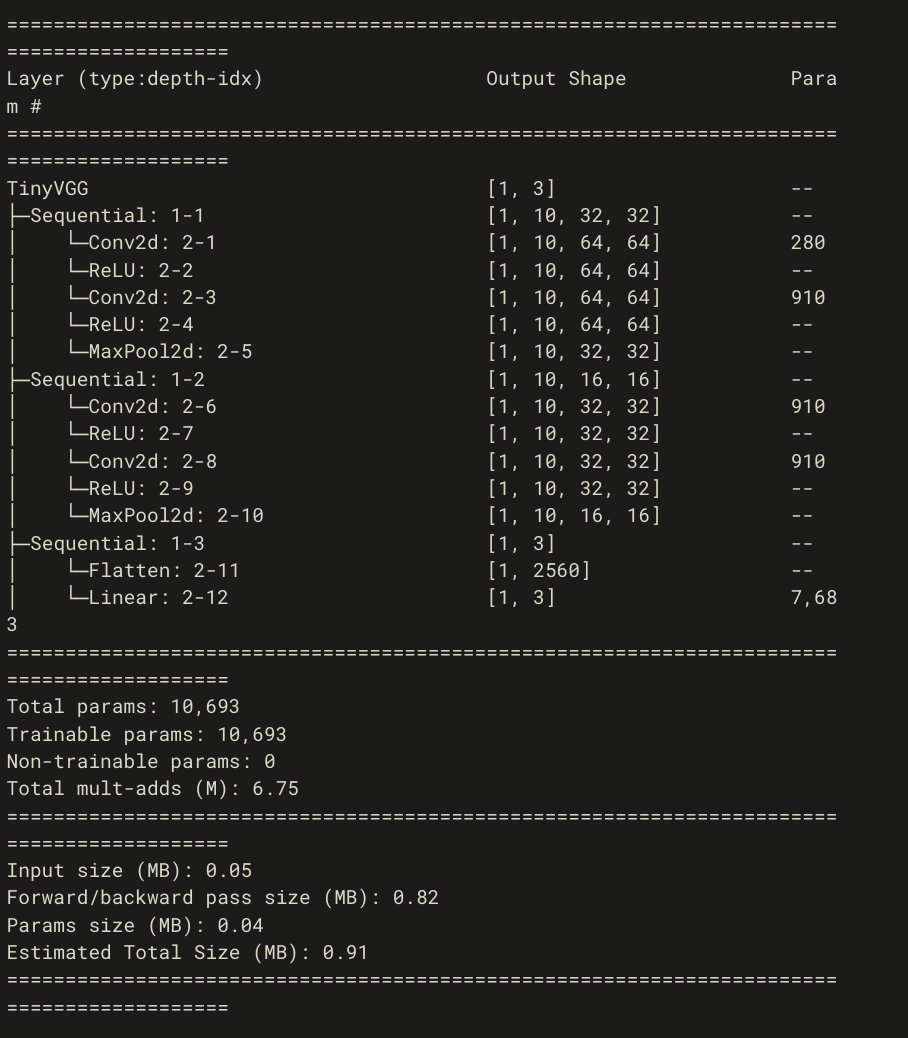 =======================================================================
===================
Layer (type:depth-idx)                   Output Shape              Para
m #
=======================================================================
===================
TinyVGG                                  [1, 3]                    --
├─Sequential: 1-1                        [1, 10, 32, 32]           --
│    └─Conv2d: 2-1                       [1, 10, 64, 64]           280
│    └─ReLU: 2-2                         [1, 10, 64, 64]           --
│    └─Conv2d: 2-3                       [1, 10, 64, 64]           910
│    └─ReLU: 2-4                         [1, 10, 64, 64]           --
│    └─MaxPool2d: 2-5                    [1, 10, 32, 32]           --
├─Sequential: 1-2                        [1, 10, 16, 16]           --
│    └─Conv2d: 2-6                       [1, 10, 32, 32]           910
│    └─ReLU: 2-7                         [1, 10, 32, 32]           --
│    └─Conv2d: 2-8                       [1, 10, 32, 32]           910
│    └─ReLU: 2-9                         [1, 10, 32, 32]           --
│    └─MaxPool2d: 2-10                   [1, 10, 16, 16]           --
├─Sequential: 1-3                        [1, 3]                    --
│    └─Flatten: 2-11                     [1, 2560]                 --
│    └─Linear: 2-12                      [1, 3]                    7,68
3
=======================================================================
===================
Total params: 10,693
Trainable params: 10,693
Non-trainable params: 0
Total mult-adds (M): 6.75
=======================================================================
===================
Input size (MB): 0.05
Forward/backward pass size (MB): 0.82
Params size (MB): 0.04
Estimated Total Size (MB): 0.91
=======================================================================
===================